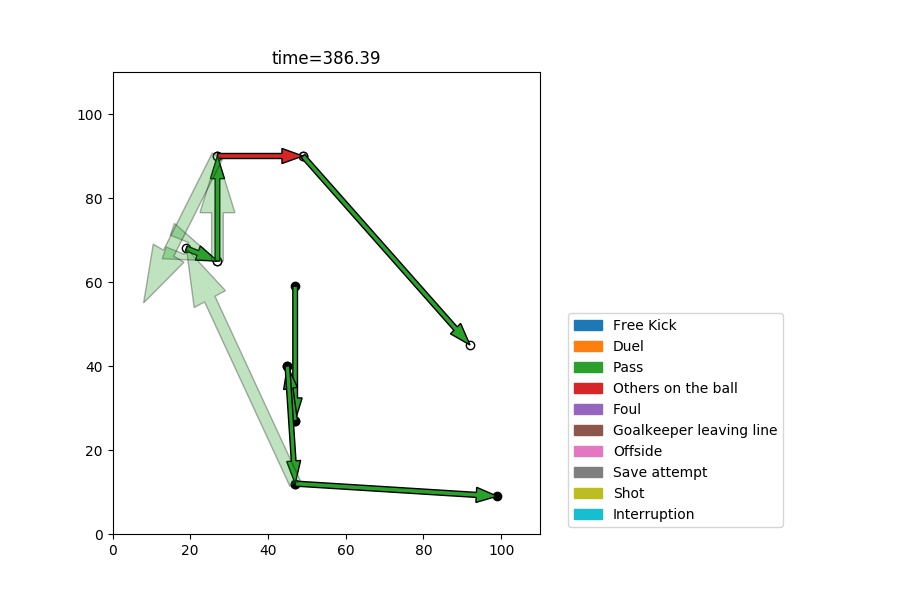 time=386.39
100
80
60
40
20
0
0 20 40 60 80 100
Free Kick
Duel
Pass
Others on the ball
Foul
Goalkeeper leaving line
Offside
Save attempt
Shot
Interruption